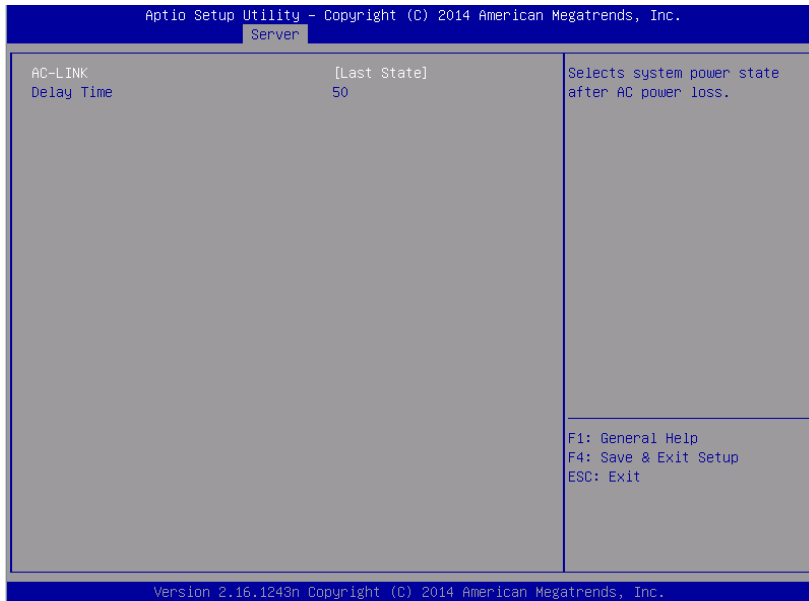 Aptio Setup Utility – Copyright (C) 2014 American Megatrends, Inc.
Server
AC-LINK [Last State]
Delay Time 50
Selects system power state
after AC power loss.
F1: General Help
F4: Save & Exit Setup
ESC: Exit
Version 2.16.1243n Copyright (C) 2014 American Megatrends, Inc.